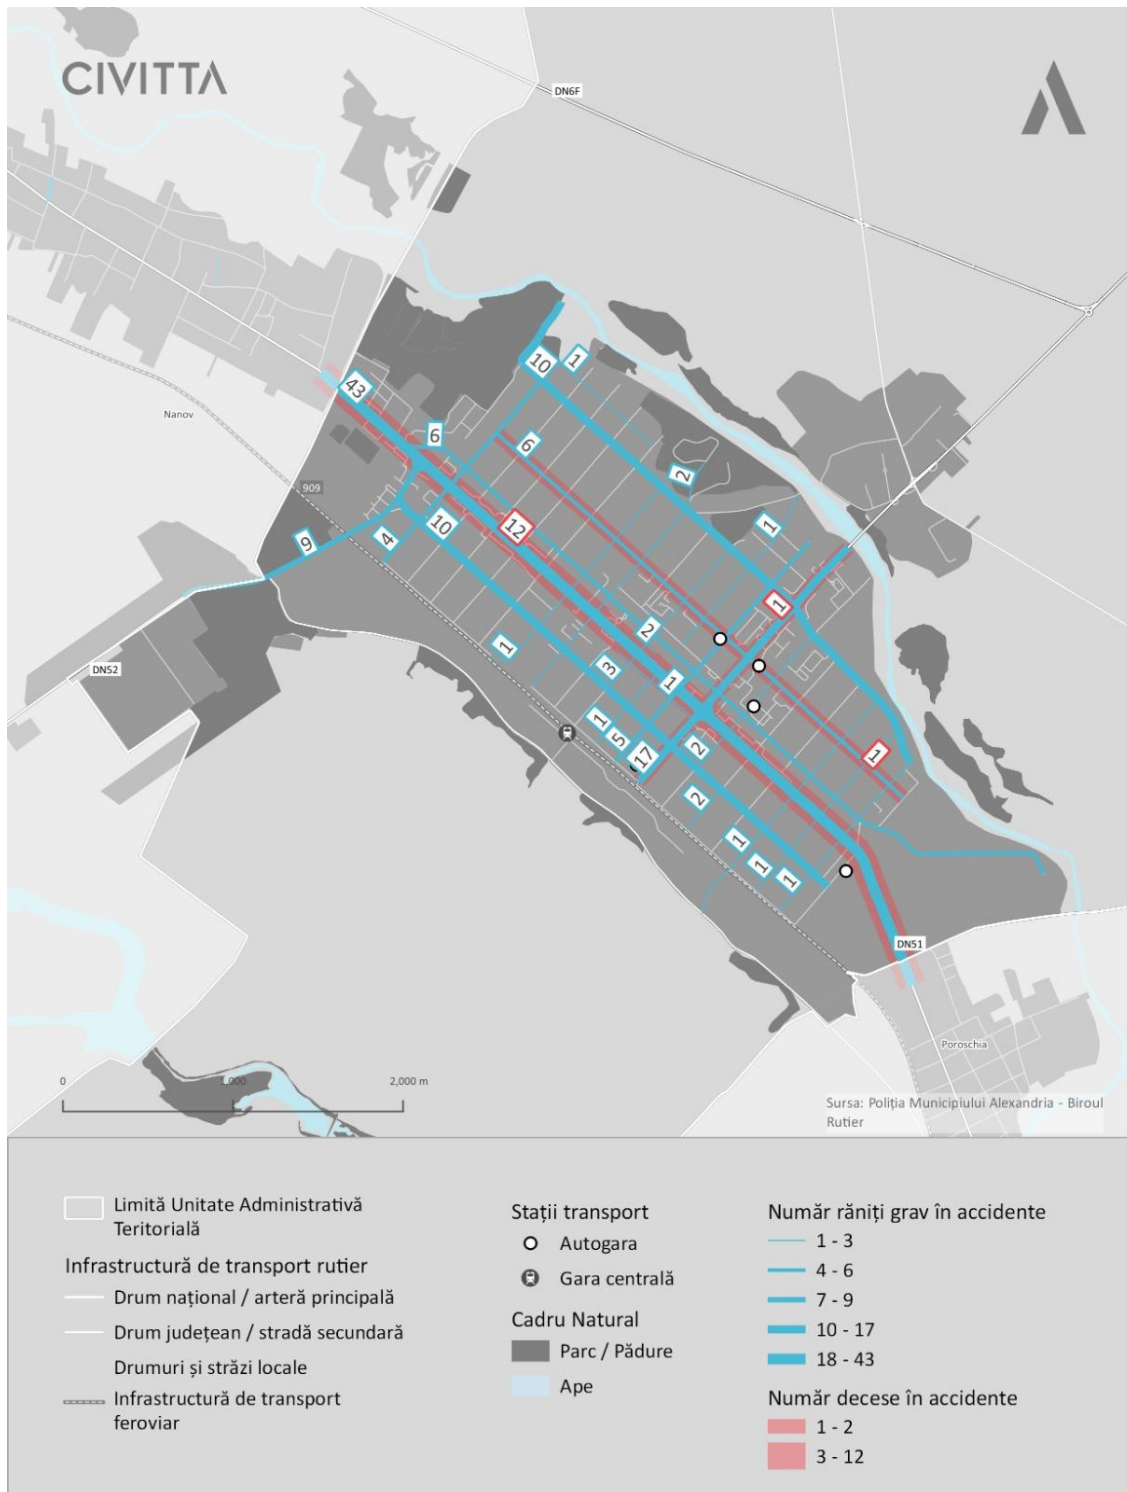 CIVITTA
DN6F
10
1
43
Nanov
6
6
2
909
12
10
1
9
4
1
2
1
3
1
DN52
1
5
17
2
1
2
1
1
1
DN51
Poroschia
0
1,000
2,000 m
Sursa: Poliția Municipiului Alexandria - Biroul
Rutier
Limită Unitate Administrativă
Teritorială
Infrastructură de transport rutier
Drum național / arteră principală
Drum județean / stradă secundară
Drumuri și străzi locale
Infrastructură de transport
feroviar
Stații transport
Autogara
Gara centrală
Cadru Natural
Parc / Pădure
Ape
Număr răniți grav în accidente
1 - 3
4 - 6
7 - 9
10 - 17
18 - 43
Număr decese în accidente
1 - 2
3 - 12